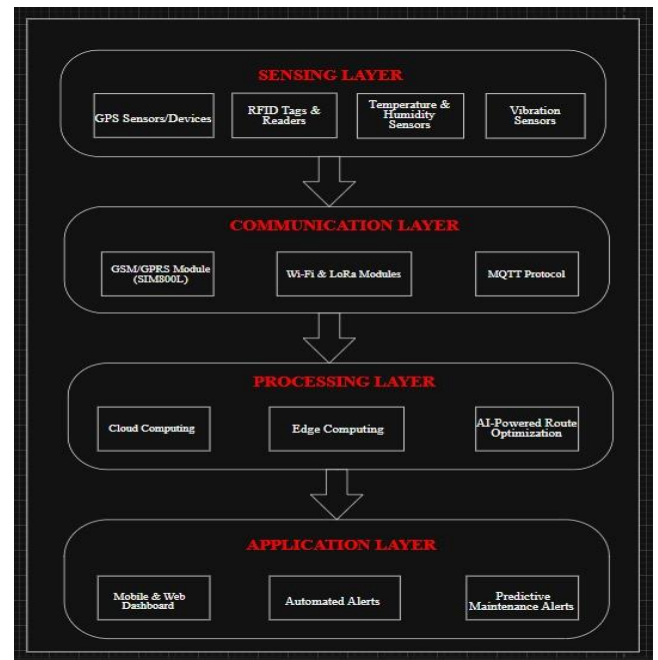 SENSING LAYER
GPS Sensors/Devices
RFID Tags &
Readers
Temperature &
Humidity
Sensors
Vibration
Sensors
COMMUNICATION LAYER
GSM/GPRS Module
(SIM800L)
Wi-Fi & LoRa Modules
MQTT Protocol
PROCESSING LAYER
Cloud Computing
Edge Computing
AI-Powered Route
Optimization
APPLICATION LAYER
Mobile & Web
Dashboard
Automated Alerts
Predictive
Maintenance Alerts